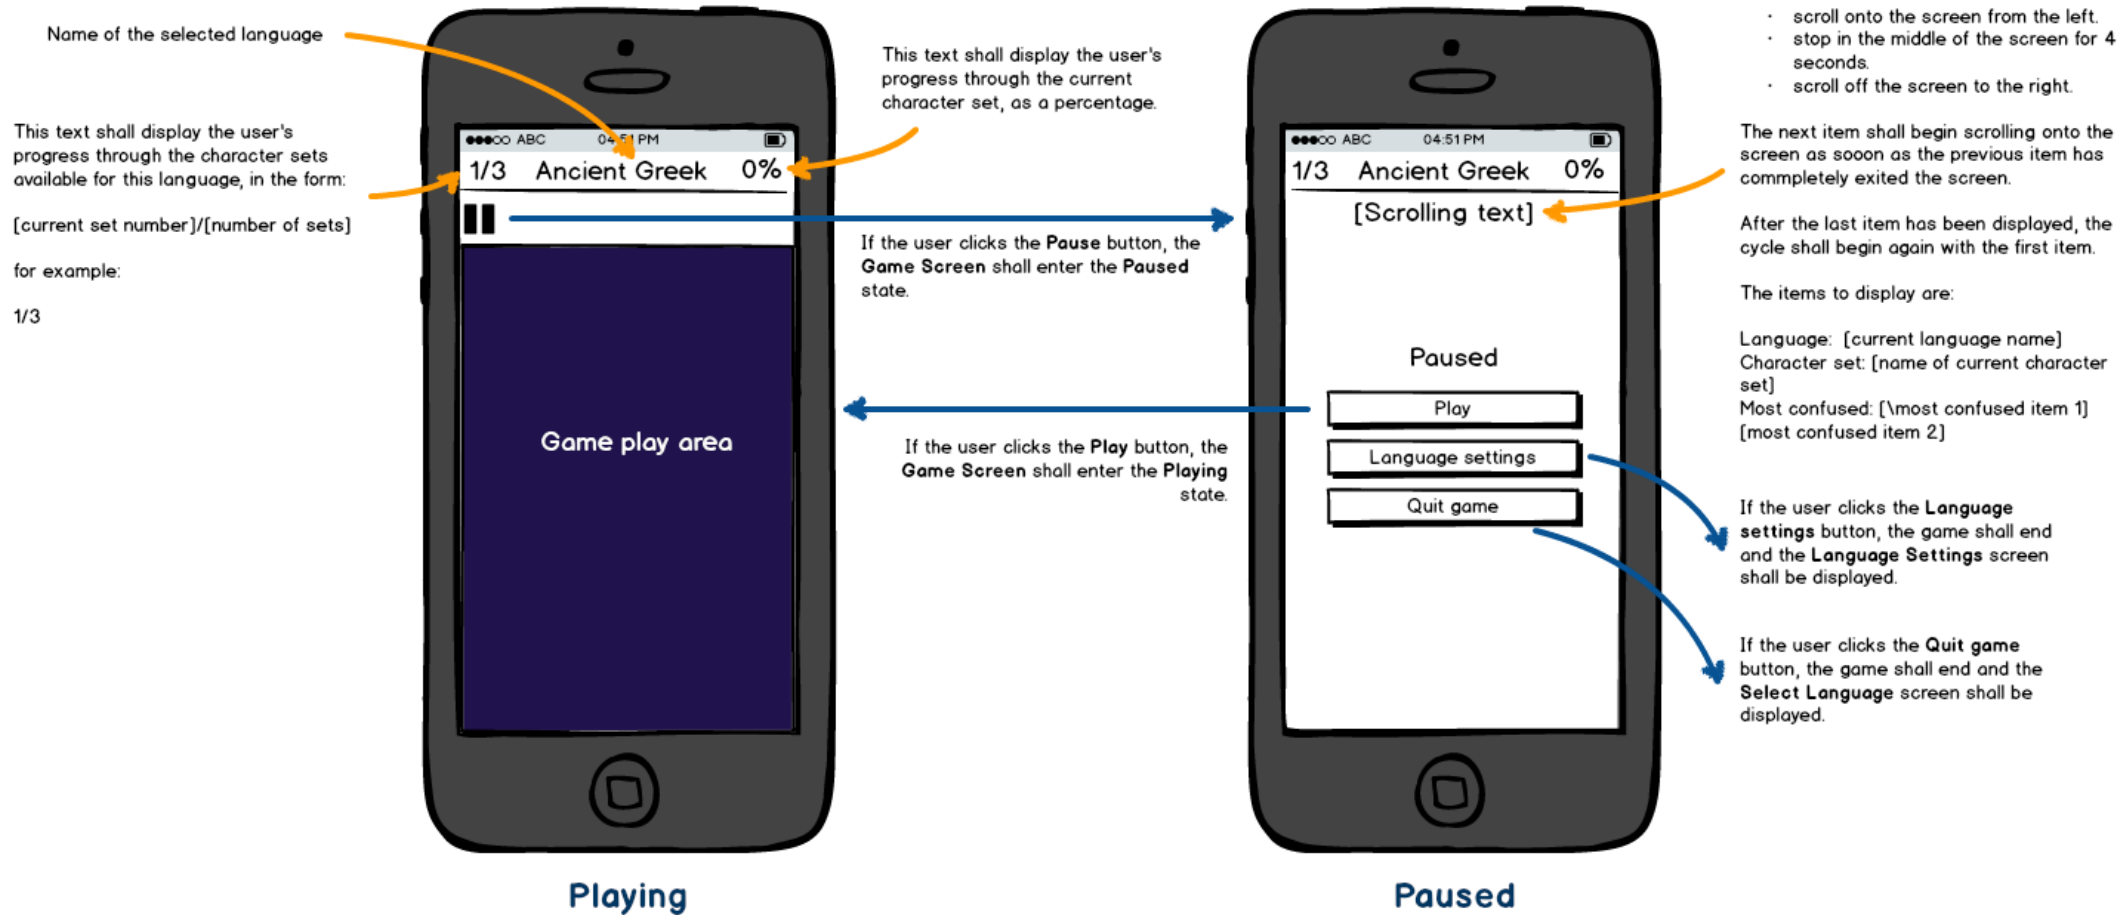 Name of the selected language
This text shall display the user's
progress through the character sets
available for this language, in the form:
[current set number]/[number of sets]
for example:
1/3
●●●○○ ABC 04:51 PM
1/3 Ancient Greek 0%
Game play area
Playing
This text shall display the user's
progress through the current
character set, as a percentage.
If the user clicks the Pause button, the
Game Screen shall enter the Paused
state.
If the user clicks the Play button, the
Game Screen shall enter the Playing
state.
●●●○○ ABC 04:51 PM
1/3 Ancient Greek 0%
[Scrolling text]
Paused
Play
Language settings
Quit game
Paused
· scroll onto the screen from the left.
· stop in the middle of the screen for 4
seconds.
· scroll off the screen to the right.
The next item shall begin scrolling onto the
screen as sooon as the previous item has
commpletely exited the screen.
After the last item has been displayed, the
cycle shall begin again with the first item.
The items to display are:
Language: [current language name]
Character set: [name of current character
set]
Most confused: [\most confused item 1]
[most confused item 2]
If the user clicks the Language
settings button, the game shall end
and the Language Settings screen
shall be displayed.
If the user clicks the Quit game
button, the game shall end and the
Select Language screen shall be
displayed.